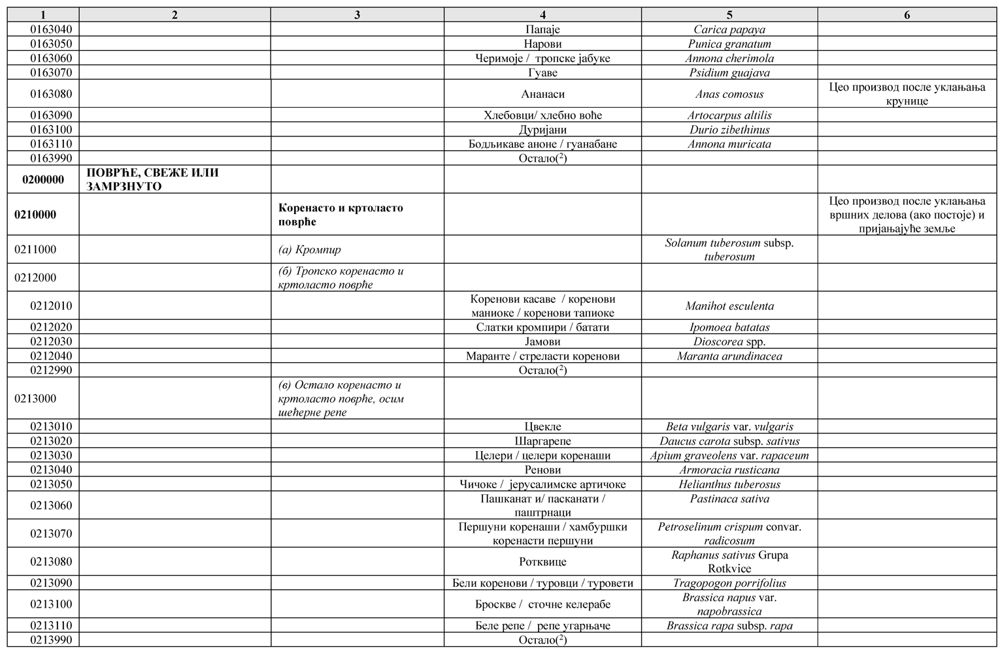 1 2 3 4 5 6
0163040 Папаје Carica papaya
0163050 Нарови Punica granatum
0163060 Черимоје / тропске јабуке Annona cherimola
0163070 Гуаве Psidium guajava
0163080 Ананаси Anas comosus Цео производ после уклањања
крунице
0163090 Хлебовци/ хлебно воће Artocarpus altilis
0163100 Дуријани Durio zibethinus
0163110 Бодљикаве аноне / гуанабане Annona muricata
0163990 Остало(²)
0200000 ПОВРЋЕ, СВЕЖЕ ИЛИ
ЗАМРЗНУТО
0210000 Коренасто и кртоласто
поврће
Цео производ после уклањања
вршних делова (ако постоје) и
пријањајуће земље
0211000 (а) Кромпир Solanum tuberosum subsp.
tuberosum
0212000 (б) Тропско коренасто и
кртоласто поврће
0212010 Коренови касаве / коренови
маниоке / коренови тапиоке
Manihot esculenta
0212020 Слатки кромпири / батати Ipomoea batatas
0212030 Јамови Dioscorea spp.
0212040 Маранте / стреласти коренови Maranta arundinacea
0212990 Остало(²)
0213000 (в) Остало коренасто и
кртоласто поврће, осим
шећерне репе
0213010 Цвекле Beta vulgaris var. vulgaris
0213020 Шаргарепе Daucus carota subsp. sativus
0213030 Целери / целери коренаши Apium graveolens var. rapaceum
0213040 Ренови Armoracia rusticana
0213050 Чичоке / јерусалимске артичоке Helianthus tuberosus
0213060 Пашканат и/ пасканати /
паштрнаци
Pastinaca sativa
0213070 Першуни коренаши / хамбуршки
коренасти першуни
Petroselinum crispum convar.
radicosum
0213080 Ротквице Raphanus sativus Grupa
Rotkvice
0213090 Бели коренови / туровци / туровети Tragopogon porrifolius
0213100 Броскве / сточне келерабе Brassica napus var.
napobrassica
0213110 Беле репе / репе угарњаче Brassica rapa subsp. rapa
0213990 Остало(²)